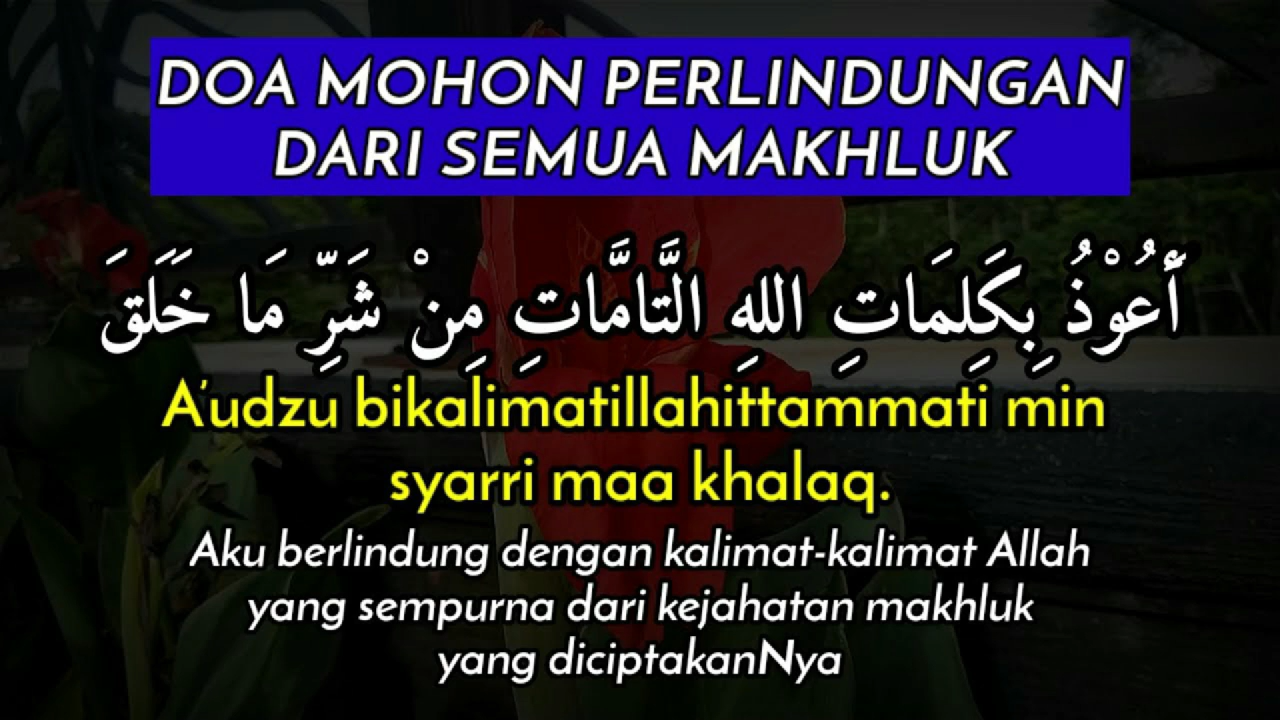 DOA MOHON PERLINDUNGAN
DARI SEMUA MAKHLUK
أَعُوْذُ بِكَلِمَاتِ اللهِ التَّامَّاتِ مِنْ شَرِّ مَا خَلَقَ
A'udzu bikalimatillahittammati min
syarri maa khalaq.
Aku berlindung dengan kalimat-kalimat Allah
yang sempurna dari kejahatan makhluk
yang diciptakanNya